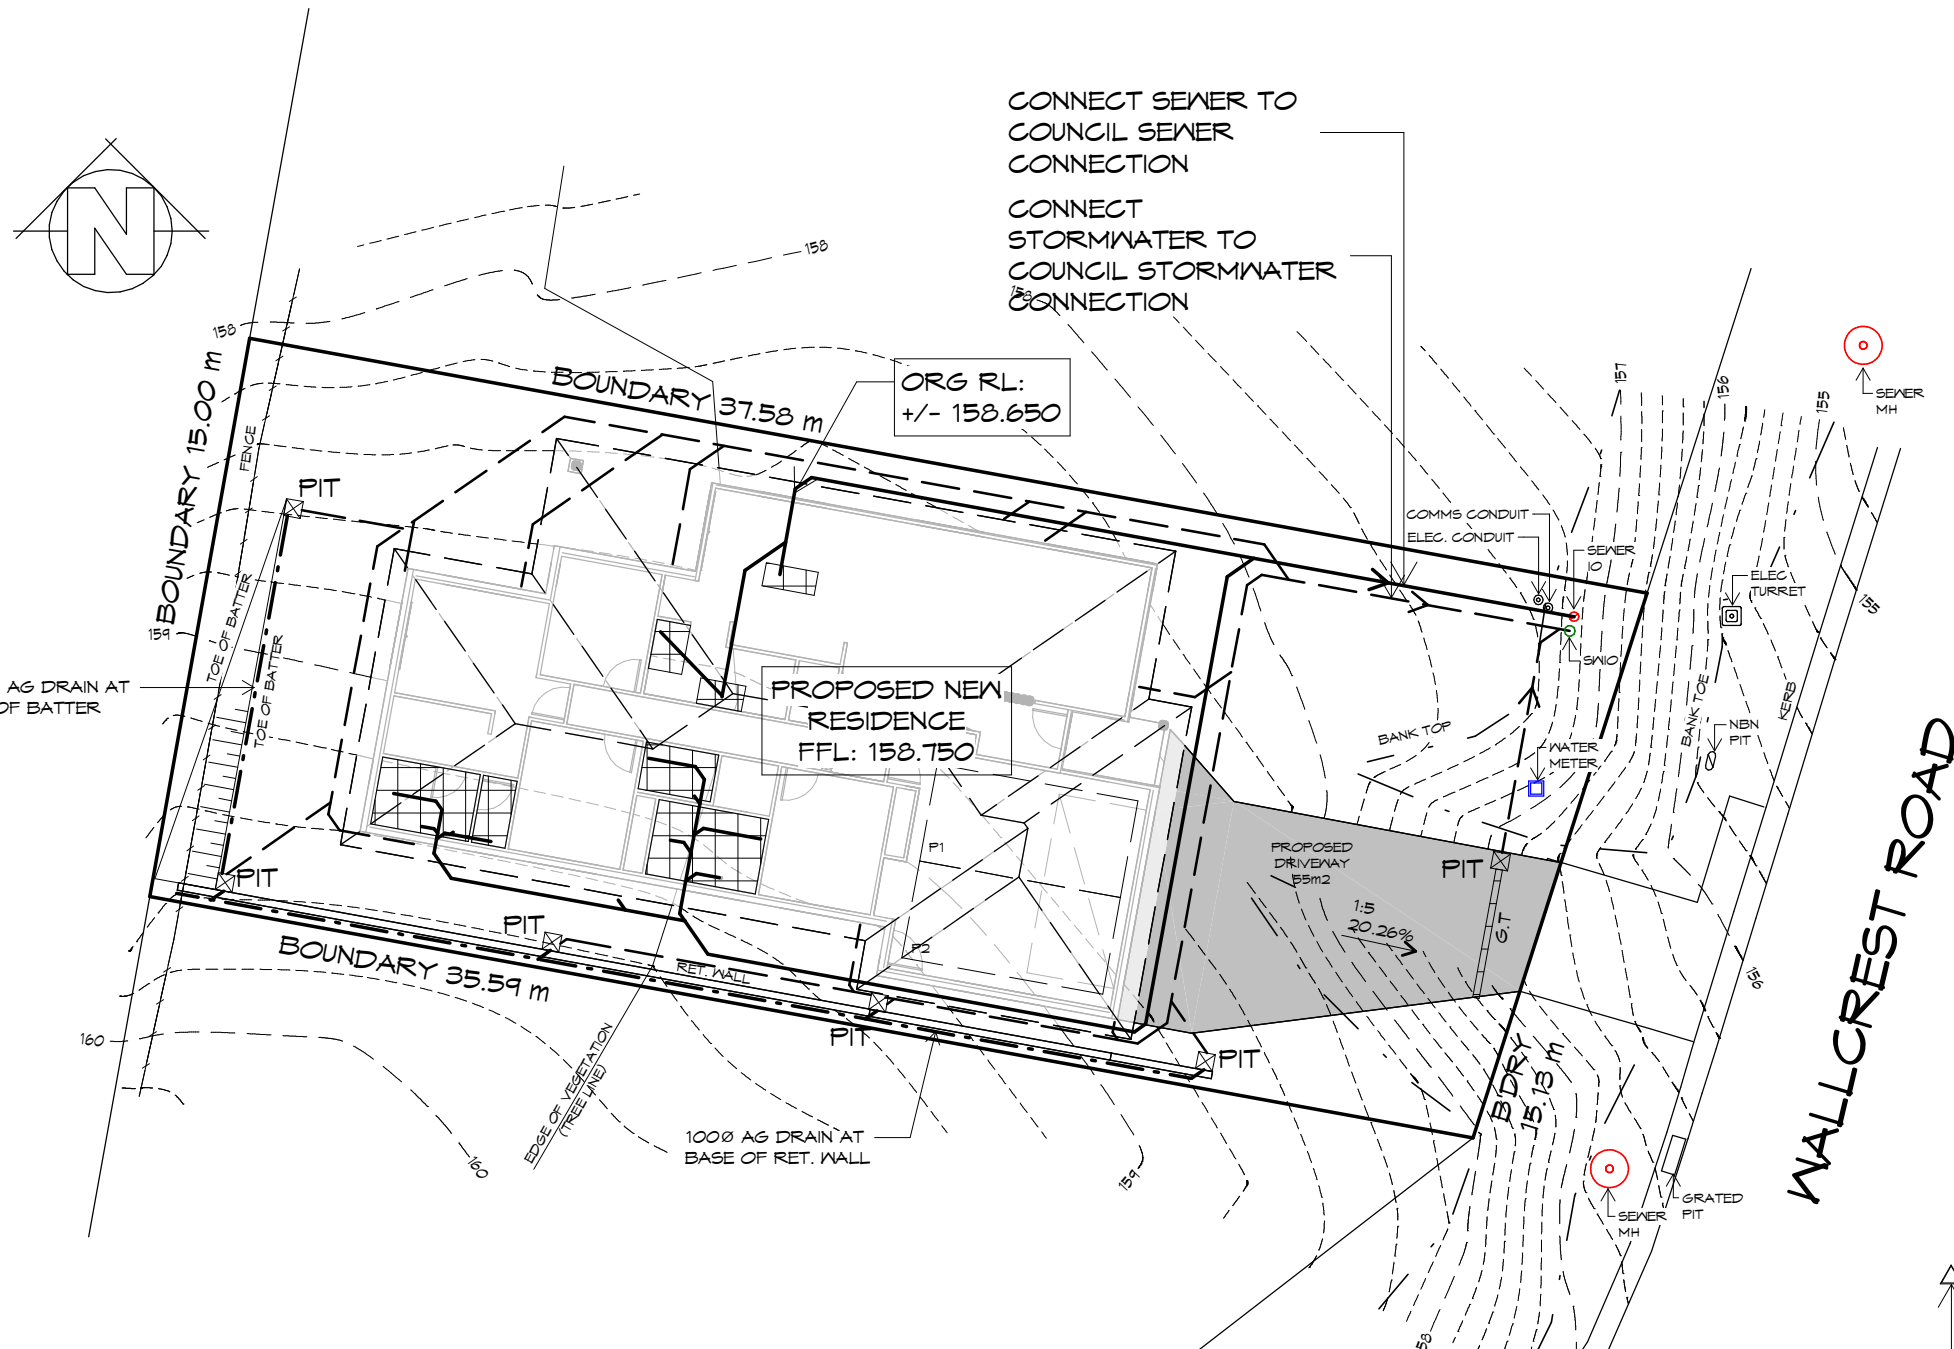 N
CONNECT SEWER TO
COUNCIL SEWER
CONNECTION
CONNECT
STORMWATER TO
COUNCIL STORMWATER
CONNECTION
158
158
158
BOUNDARY 37.58 m
ORG RL:
+/- 158.650
BOUNDARY 15.00 m
FENCE
157
156
155
SEWER
MH
PIT
COMMS CONDUIT
ELEC. CONDUIT
SEWER
IO
ELEC
TURRET
155
159
TOE OF BATTER
TOE OF BATTER
AG DRAIN AT
OF BATTER
PROPOSED NEW
RESIDENCE
FFL: 158.750
SWIO
BANK TOP
BANK TOE
KERB
NBN
PIT
WATER
METER
WALLCREST ROAD
P1
PROPOSED
DRIVEWAY
55m2
PIT
PIT
1:5
20.26%
G.T
PIT
P2
BOUNDARY 35.59 m
RET. WALL
156
PIT
PIT
160
160
EDGE OF VEGETATION
(TREE LINE)
BDRY
15.13 m
100Ø AG DRAIN AT
BASE OF RET. WALL
159
SEWER
MH
GRATED
PIT
58